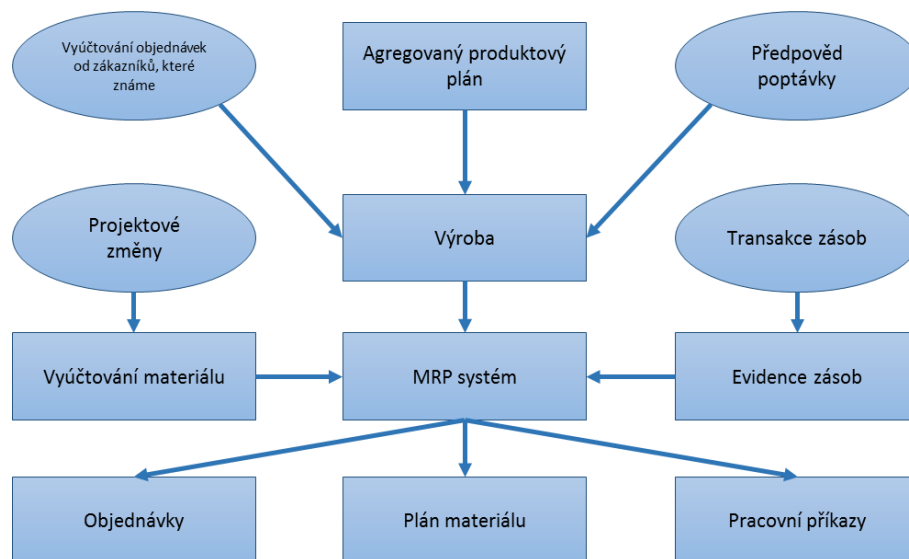 Vyúčtování objednávek
od zákazníků, které
známe
Agregovaný produktový
plán
Předpověd
poptávky
Projektové
změny
Výroba
Transakce zásob
Vyúčtování materiálu
MRP systém
Evidence zásob
Objednávky
Plán materiálu
Pracovní příkazy